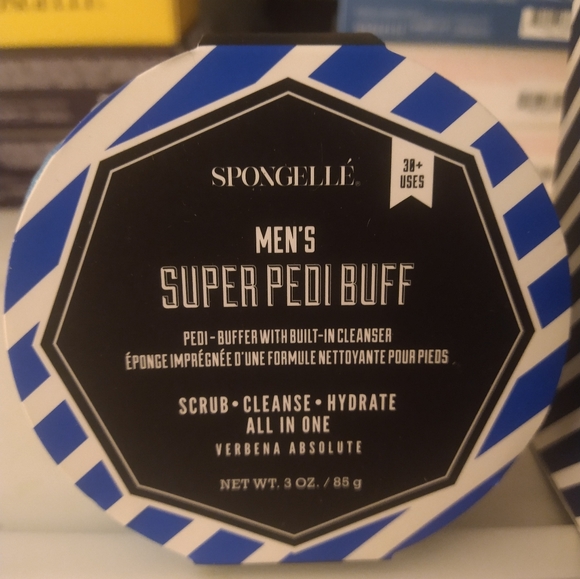 SPONGELLÉ
30+
USES
MEN'S
SUPER PEDI BUFF
PEDI-BUFFER WITH BUILT-IN CLEANSER
ÉPONGE IMPRÉGNÉE D'UNE FORMULE NETTOYANTE POUR PIEDS
SCRUB • CLEANSE • HYDRATE
ALL IN ONE
VERBENA ABSOLUTE
NET WT. 3 OZ. / 85 g